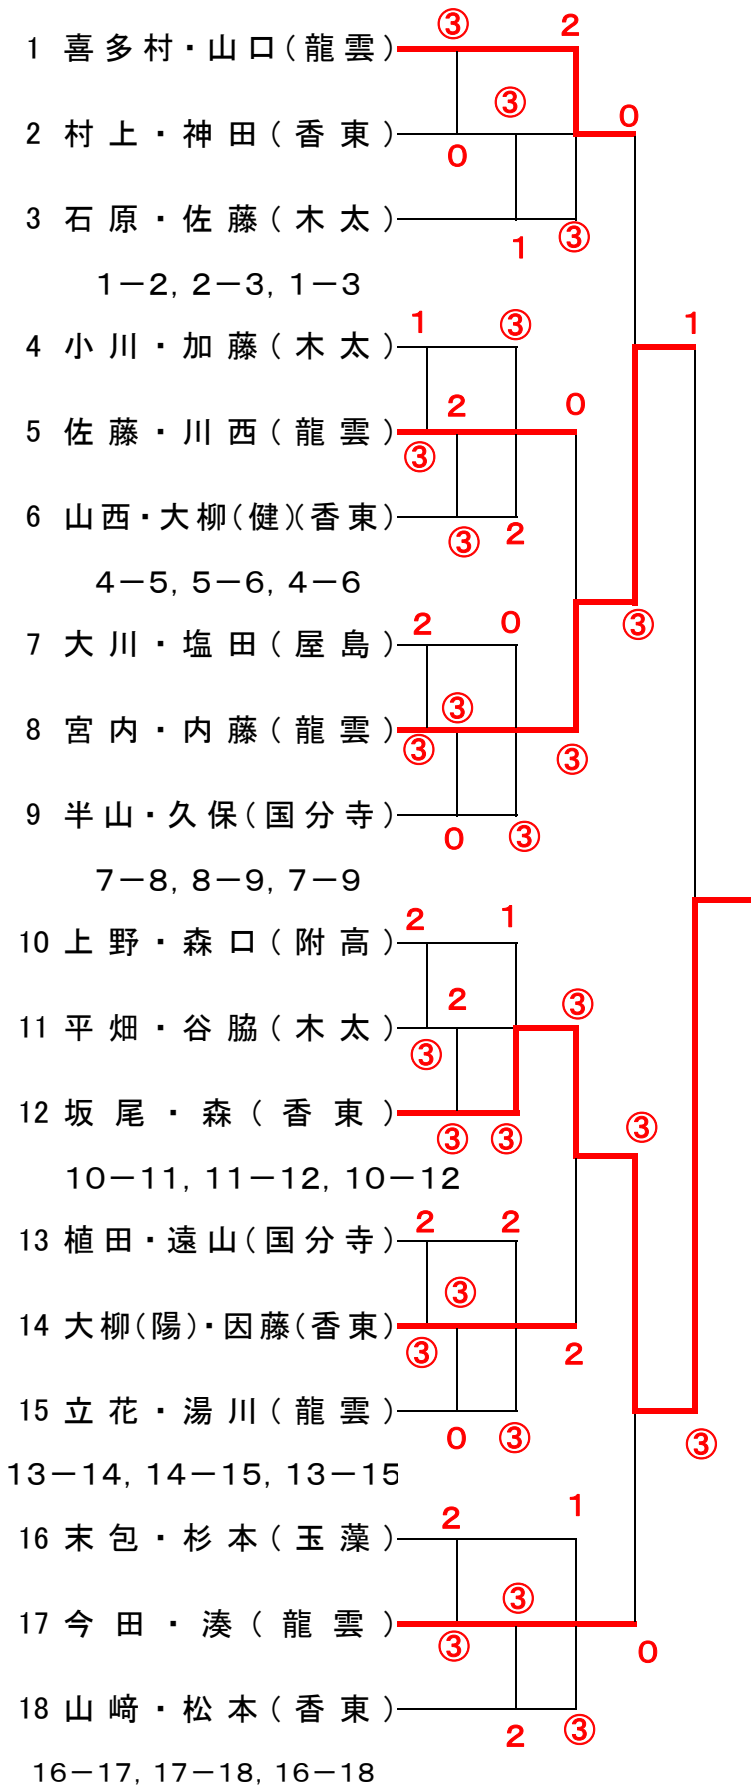 ③ 2
1 喜多村・山口(龍雲)
③ 0
2 村上・神田(香東)
0
3 石原・佐藤(木太)
1 ③
1－2, 2－3, 1－3
1 ③ 1
4 小川・加藤(木太)
2 0
5 佐藤・川西(龍雲)
③
6 山西・大柳(健)(香東)
③ 2
4－5, 5－6, 4－6
2 0 ③
7 大川・塩田(屋島)
③
8 宮内・内藤(龍雲)
③ ③
9 半山・久保(国分寺)
0 ③
7－8, 8－9, 7－9
2 1
10 上野・森口(附高)
2 ③
11 平畑・谷脇(木太)
③
12 坂尾・森(香東)
③ ③ ③
10－11, 11－12, 10－12
2 2
13 植田・遠山(国分寺)
③
14 大柳(陽)・因藤(香東)
③ 2
15 立花・湯川(龍雲)
0 ③ ③
13－14, 14－15, 13－15
2 1
16 末包・杉本(玉藻)
③
17 今田・湊(龍雲)
③ 0
18 山﨑・松本(香東)
2 ③
16－17, 17－18, 16－18